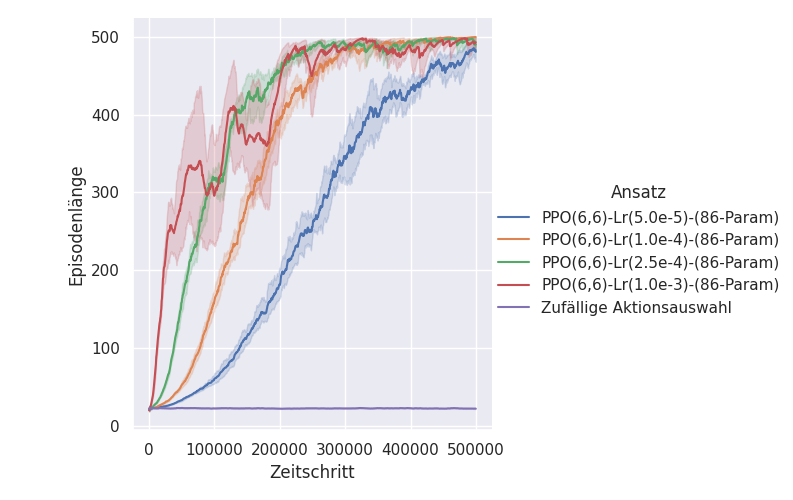 500
400
300
200
100
0
Episodenlänge
0 100000 200000 300000 400000 500000
Zeitschritt
Ansatz
PPO(6,6)-Lr(5.0e-5)-(86-Param)
PPO(6,6)-Lr(1.0e-4)-(86-Param)
PPO(6,6)-Lr(2.5e-4)-(86-Param)
PPO(6,6)-Lr(1.0e-3)-(86-Param)
Zufällige Aktionsauswahl